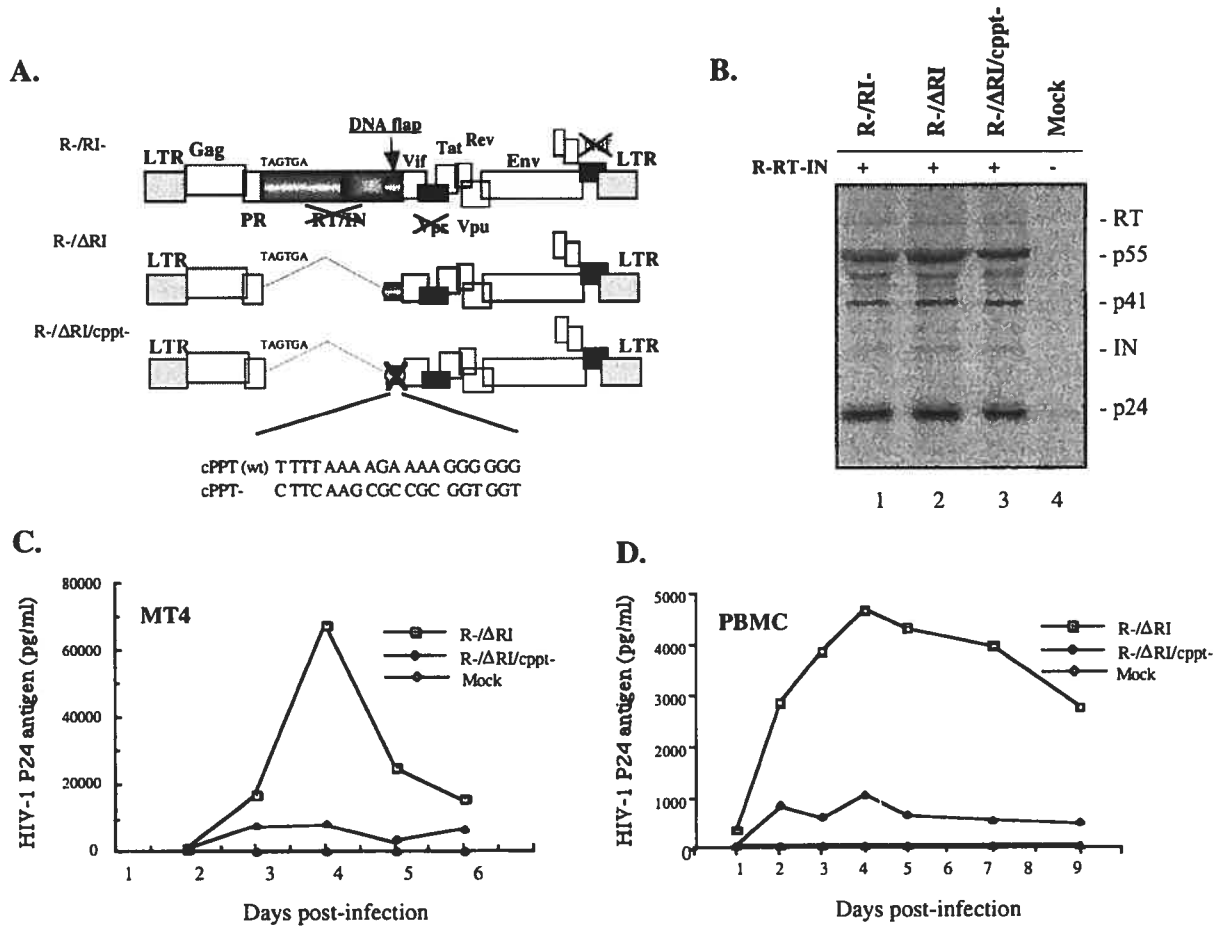 A.
R-/RI-
DNA flap
LTR
Gag
TAGTGA
Vif
Tat
Rev
Env
LTR
PR
RT/IN
Vpr
Vpu
R-/ΔRI
LTR
TAGTGA
LTR
R-/ΔRI/cppt-
LTR
TAGTGA
LTR
cPPT (wt) T TTT AAA AGA AAA GGG GGG
cPPT- C TTC AAG CGC CGC GGT GGT
B.
R-/RI-
R-/ΔRI
R-/ΔRI/cppt-
Mock
R-RT-IN + + + -
- RT
- p55
- p41
- IN
- p24
1 2 3 4
C.
MT4
HIV-1 P24 antigen (pg/ml)
80000
60000
40000
20000
0
1 2 3 4 5 6
Days post-infection
R-/ΔRI
R-/ΔRI/cppt-
Mock
D.
PBMC
HIV-1 P24 antigen (pg/ml)
5000
4000
3000
2000
1000
0
1 2 3 4 5 6 7 8 9
Days post-infection
R-/ΔRI
R-/ΔRI/cppt-
Mock